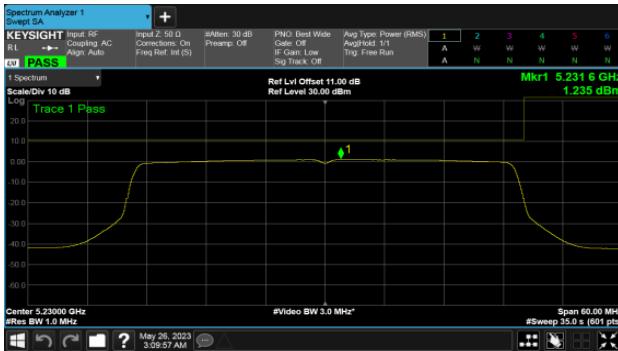 Spectrum Analyzer 1
Swept SA
KEYSIGHT Input: RF Input Z: 50 Ω #Atten: 30 dB PNO: Best Wide Avg Type: Power (RMS) 1 2 3 4 5 6
RL Coupling: AC Corrections: On Preamp: Off Gate: Off Avg|Hold: 1/1 A W W W W W
Align: Auto Freq Ref: Int (S) IF Gain: Low Trig: Free Run
LXI PASS Sig Track: Off A N N N N N
1 Spectrum
Ref Lvl Offset 11.00 dB Mkr1 5.231 6 GHz
Scale/Div 10 dB Ref Level 30.00 dBm 1.235 dBm
Log Trace 1 Pass
20.0
10.0
1
0.00
-10.0
-20.0
-30.0
-40.0
-50.0
-60.0
Center 5.23000 GHz #Video BW 3.0 MHz* Span 60.00 MHz
#Res BW 1.0 MHz #Sweep 35.0 s (601 pts)
? May 26, 2023
3:09:57 AM